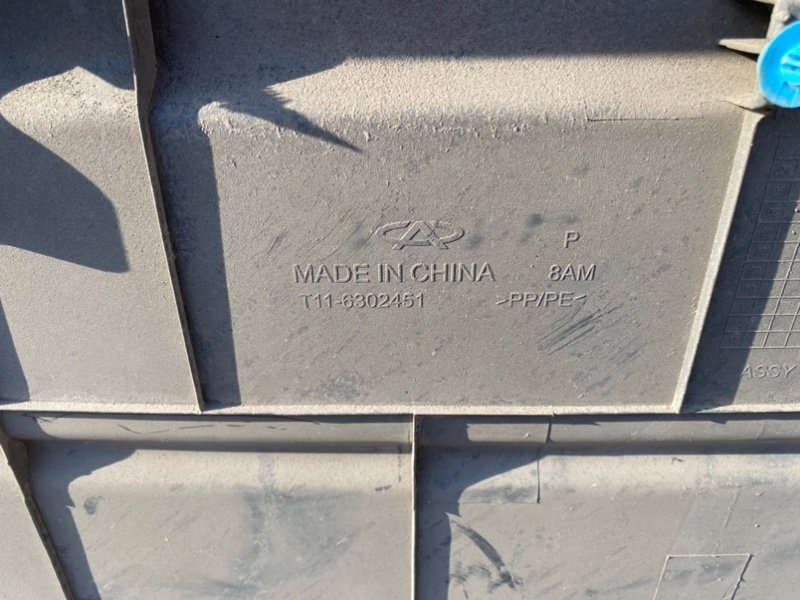 P
MADE IN CHINA 8AM
T11-6302451 >PP/PE<
ASSY